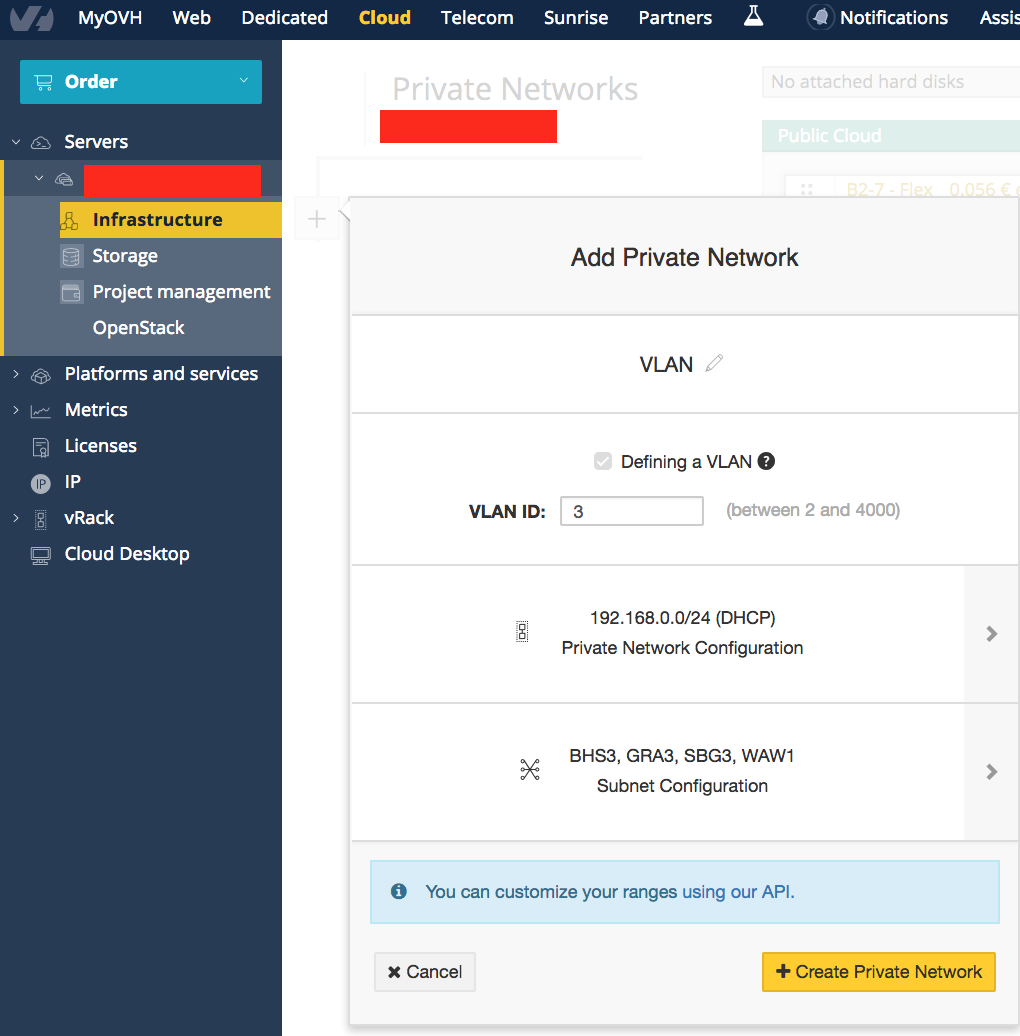 MyOVH Web Dedicated Cloud Telecom Sunrise Partners Notifications Assis
Order
Servers
Infrastructure
Storage
Project management
OpenStack
Platforms and services
Metrics
Licenses
IP
IP
vRack
Cloud Desktop
Private Networks
No attached hard disks
Public Cloud
B2-7 - Flex 0.056 €
Add Private Network
VLAN
Defining a VLAN ?
VLAN ID: 3 (between 2 and 4000)
192.168.0.0/24 (DHCP)
Private Network Configuration
BHS3, GRA3, SBG3, WAW1
Subnet Configuration
You can customize your ranges using our API.
Cancel
Create Private Network